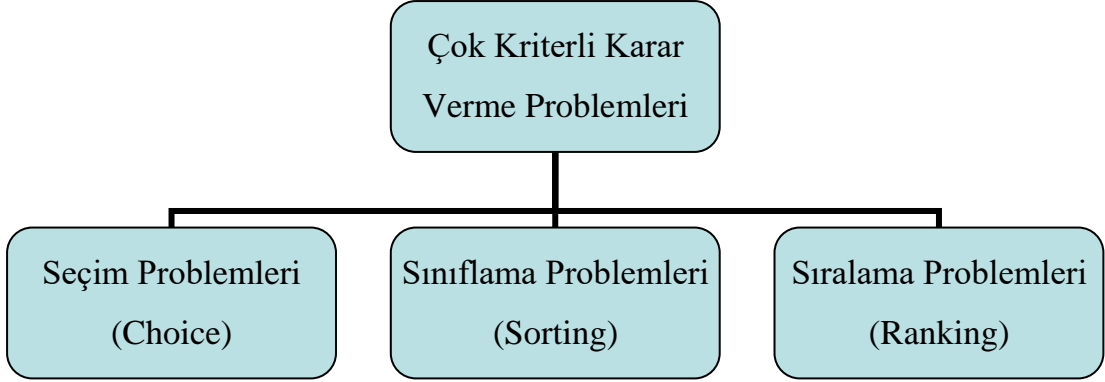 Çok Kriterli Karar
Verme Problemleri
Seçim Problemleri
(Choice)
Sınıflama Problemleri
(Sorting)
Sıralama Problemleri
(Ranking)